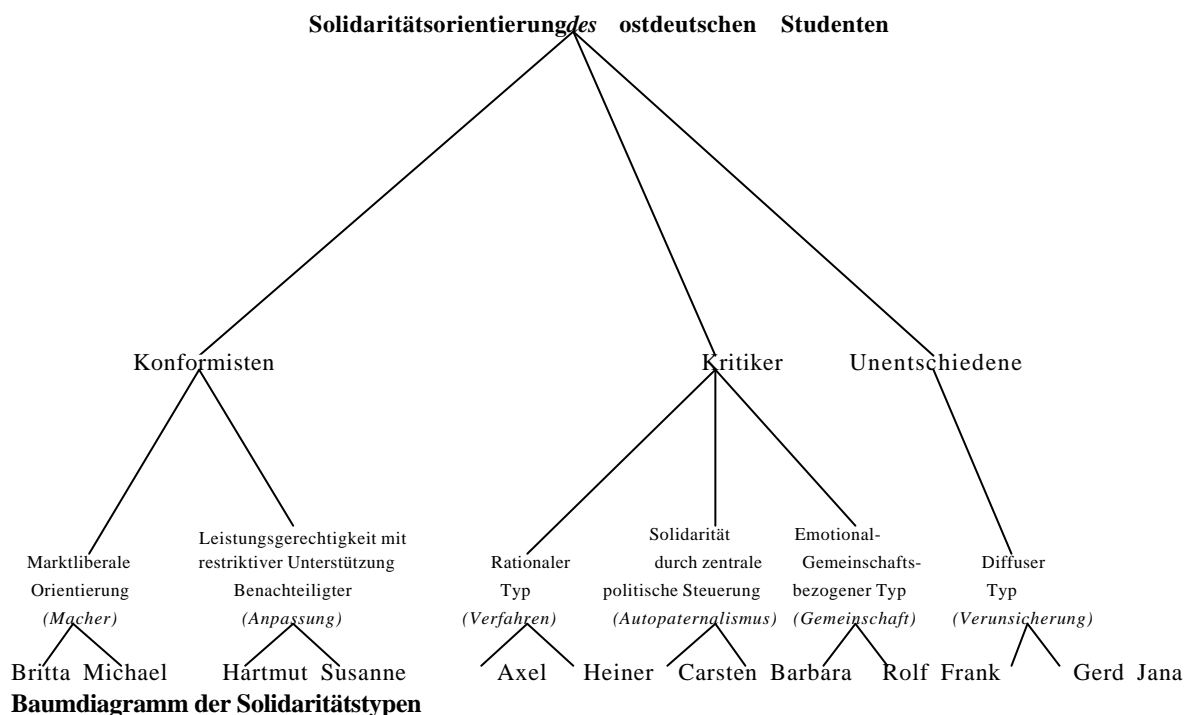 Solidaritätsorientierungdes ostdeutschen Studenten
Konformisten Kritiker Unentschiedene
Marktliberale
Orientierung
(Macher)
Leistungsgerechtigkeit mit
restriktiver Unterstützung
Benachteiligter
(Anpassung)
Rationaler
Typ
(Verfahren)
Solidarität
durch zentrale
politische Steuerung
(Autopaternalismus)
Emotional-
Gemeinschafts-
bezogener Typ
(Gemeinschaft)
Diffuser
Typ
(Verunsicherung)
Britta Michael Hartmut Susanne Axel Heiner Carsten Barbara Rolf Frank Gerd Jana
Baumdiagramm der Solidaritätstypen